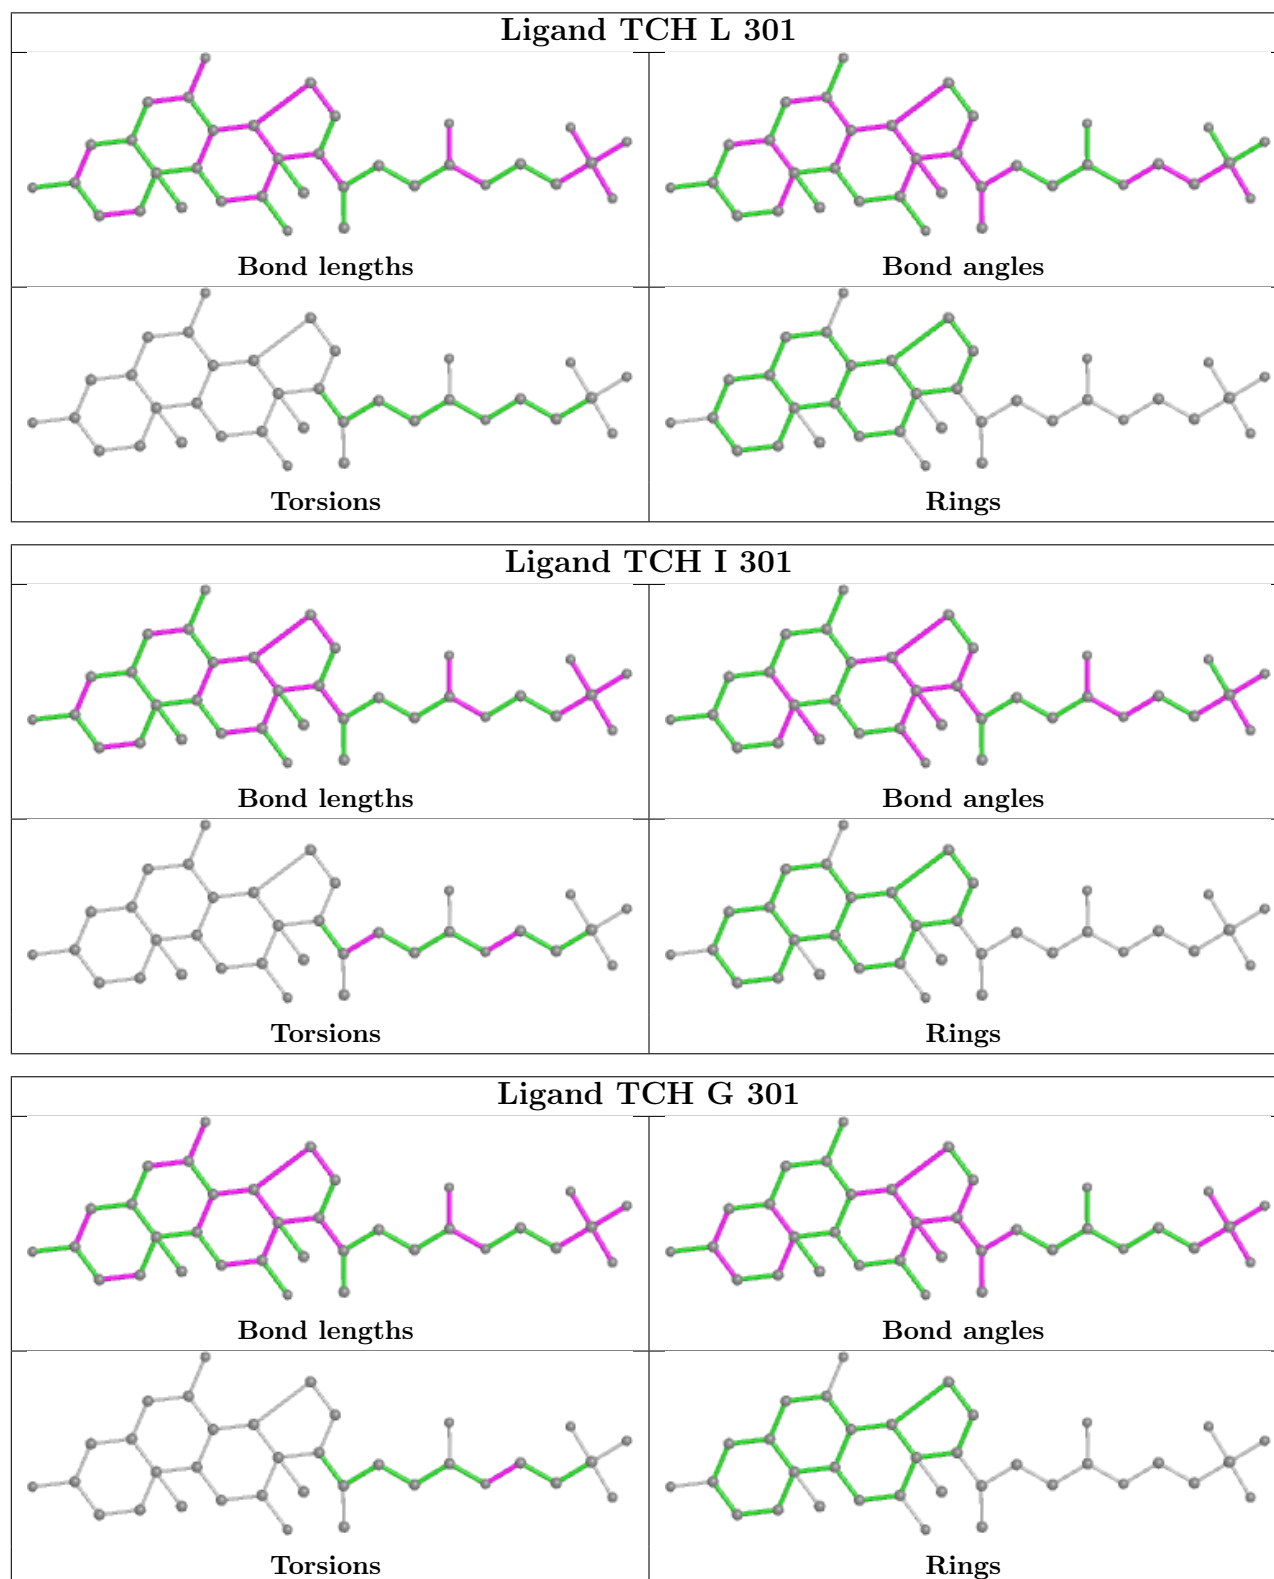 Ligand TCH L 301
Bond lengths
Bond angles
Torsions
Rings
Ligand TCH I 301
Bond lengths
Bond angles
Torsions
Rings
Ligand TCH G 301
Bond lengths
Bond angles
Torsions
Rings